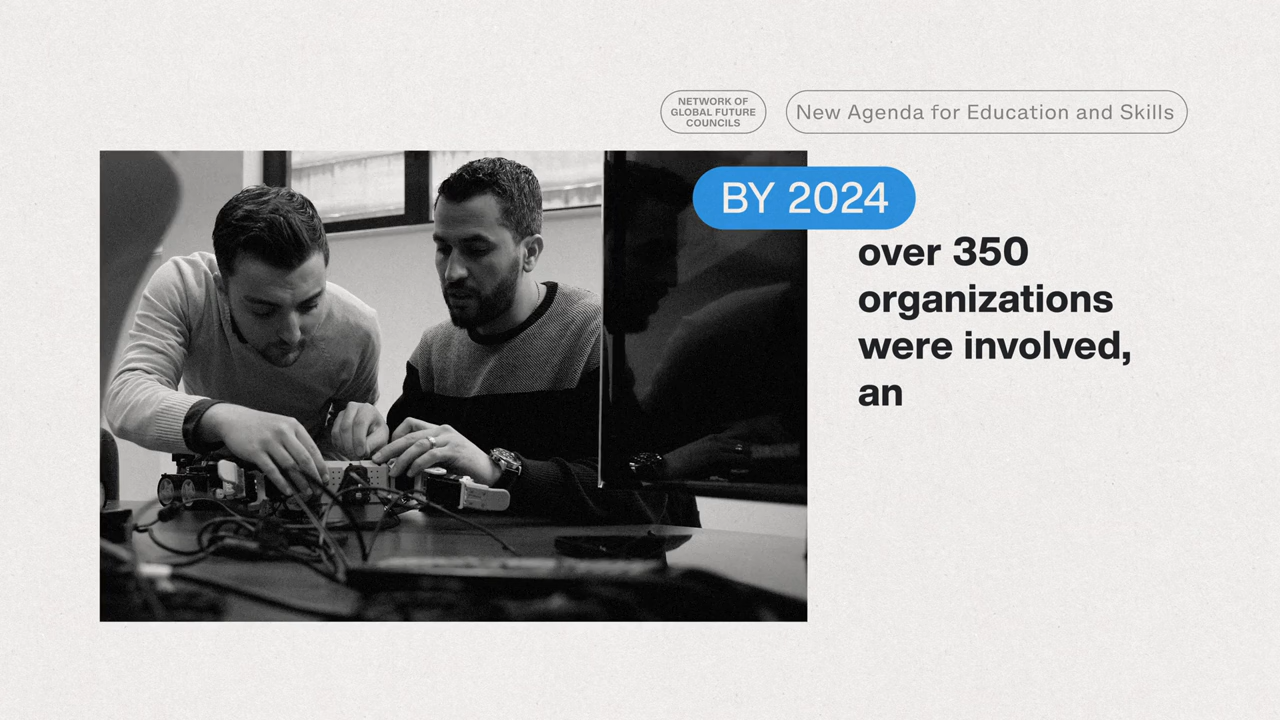 NETWORK OF
GLOBAL FUTURE
COUNCILS
New Agenda for Education and Skills
BY 2024
over 350
organizations
were involved,
an